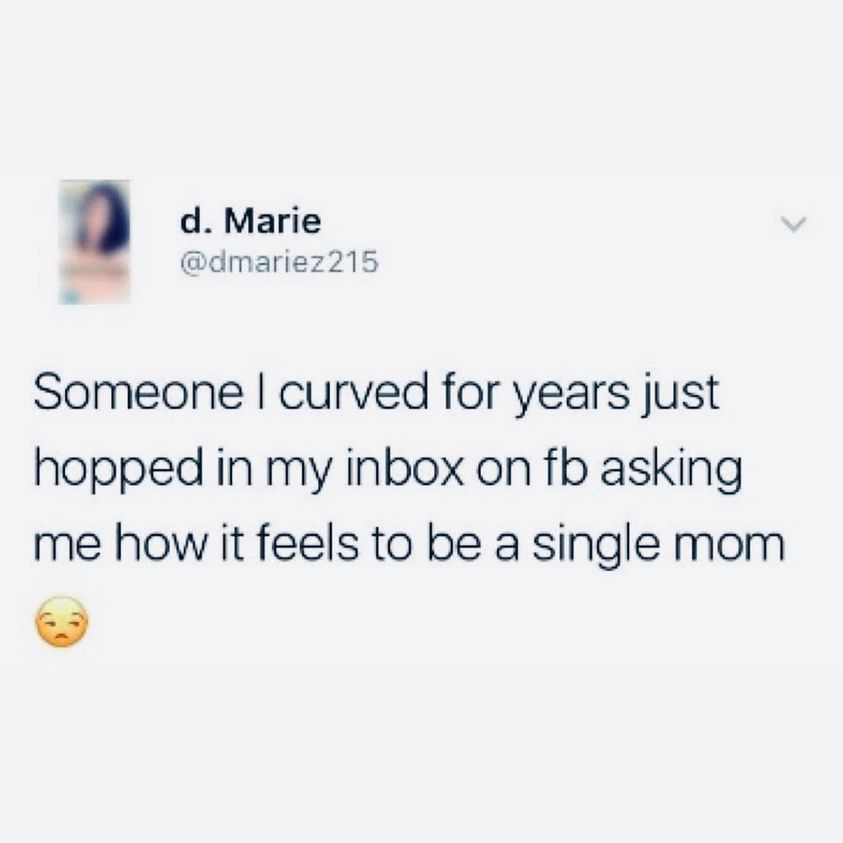 d. Marie
@dmariez215
Someone I curved for years just
hopped in my inbox on fb asking
me how it feels to be a single mom
😒